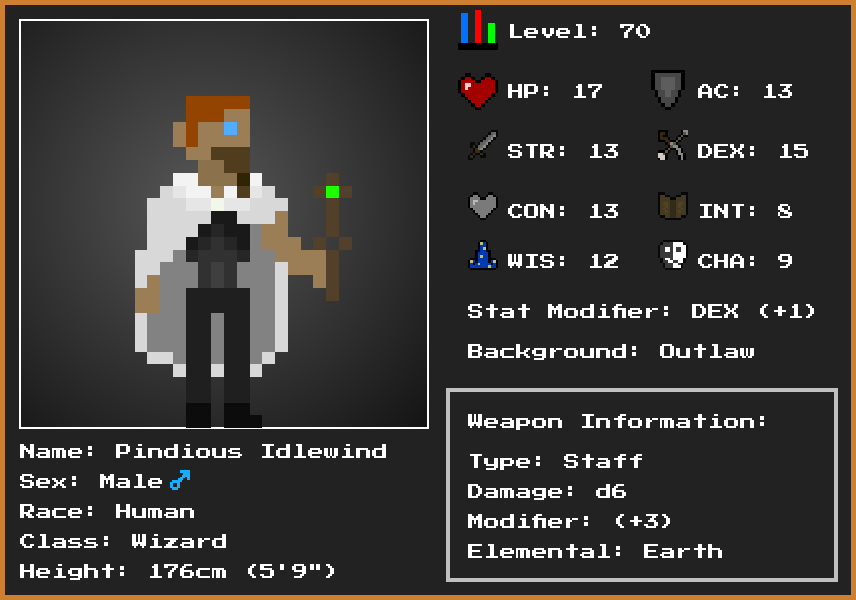 Level: 70
HP: 17 AC: 13
STR: 13 DEX: 15
CON: 13 INT: 8
WIS: 12 CHA: 9
Stat Modifier: DEX (+1)
Background: Outlaw
Weapon Information:
Type: Staff
Damage: d6
Modifier: (+3)
Elemental: Earth
Name: Pindious Idlewind
Sex: Male♂
Race: Human
Class: Wizard
Height: 176cm (5'9")